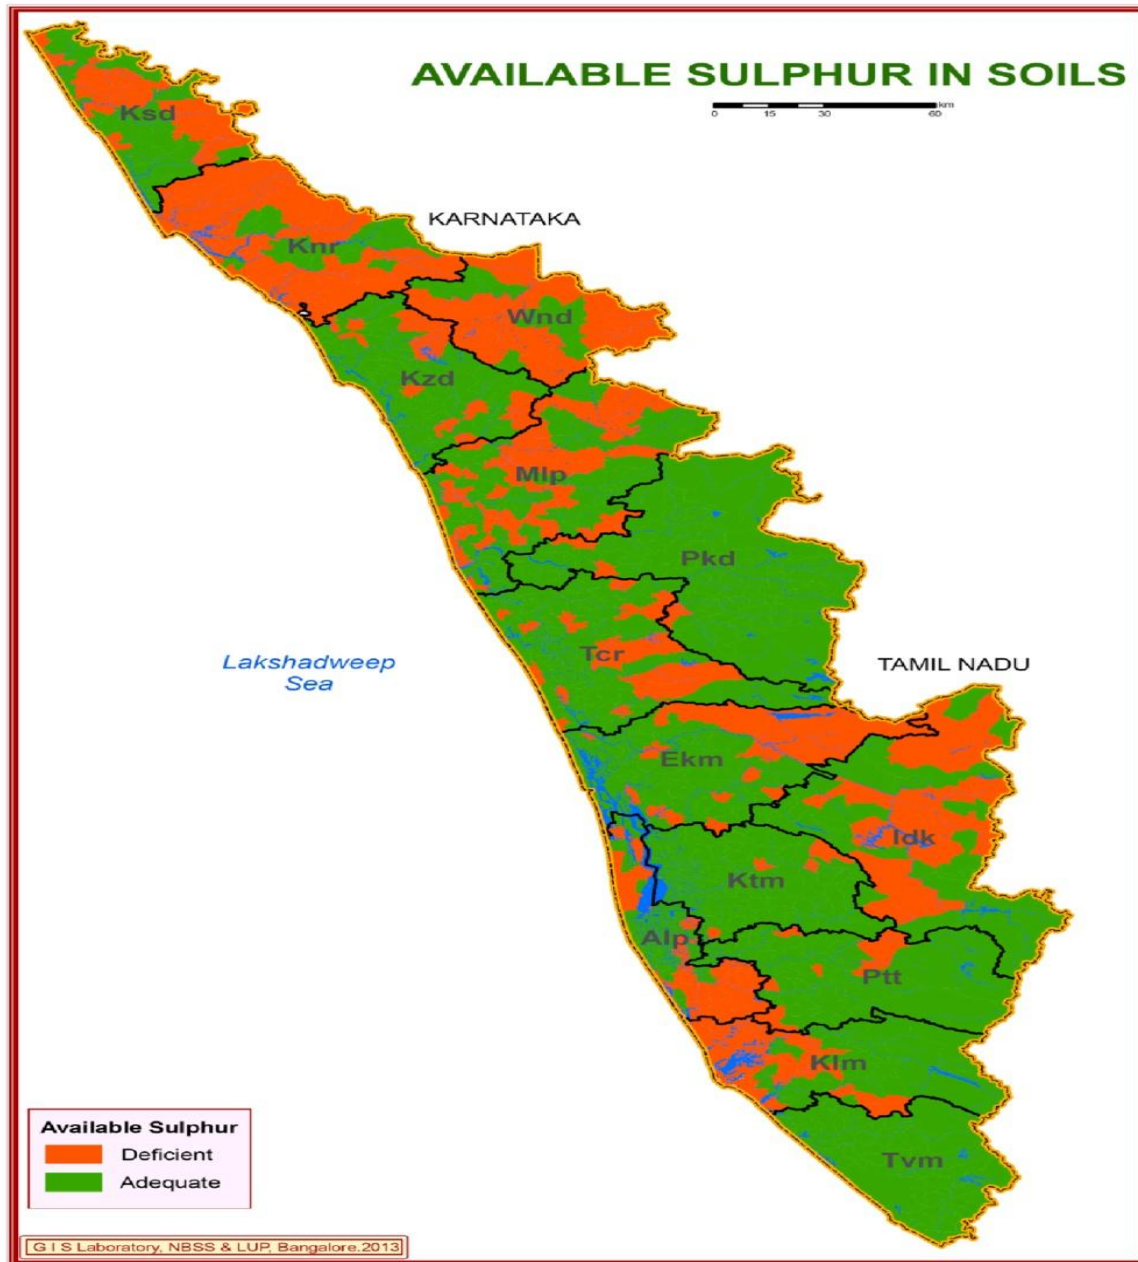 AVAILABLE SULPHUR IN SOILS
km
0 15 30 60
Ksd
KARNATAKA
Knr
Wnd
Kzd
Mlp
Pkd
Lakshadweep
Sea
Tcr
TAMIL NADU
Ekm
Idk
Ktm
Alp
Ptt
Klm
Tvm
Available Sulphur
Deficient
Adequate
G I S Laboratory, NBSS & LUP, Bangalore.2013